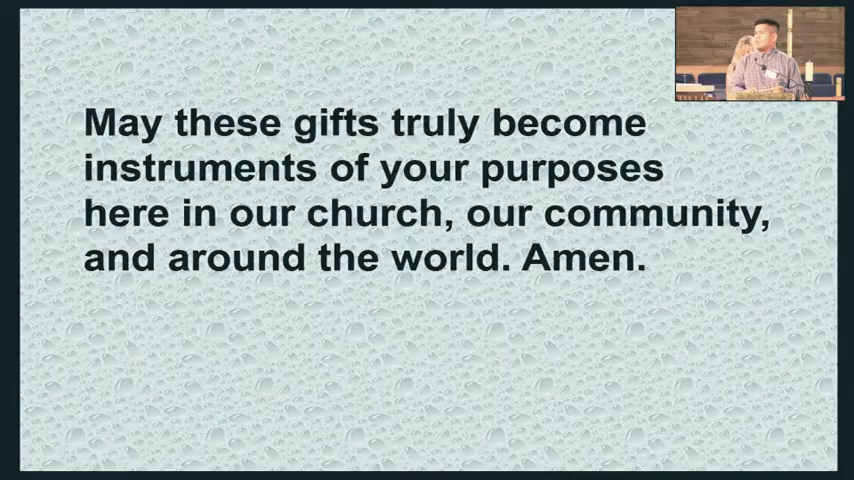 May these gifts truly become
instruments of your purposes
here in our church, our community,
and around the world. Amen.